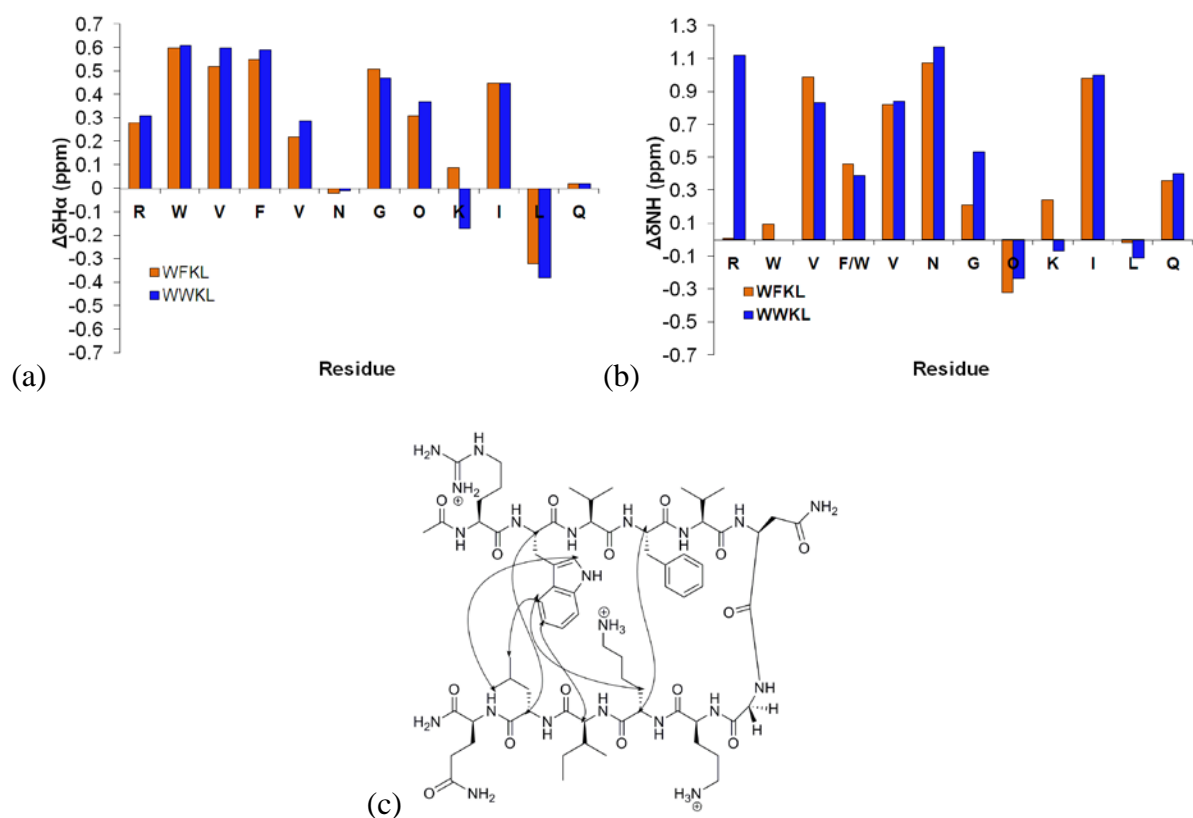 0.7
0.6
0.5
0.4
0.3
0.2
0.1
0
-0.1
-0.2
-0.3
-0.4
-0.5
-0.6
-0.7
ΔδHα (ppm)
R W V F V N G O K I L Q
WFKL
WWKL
Residue
(a)
1.3
1.1
0.9
0.7
0.5
0.3
0.1
-0.1
-0.3
-0.5
-0.7
ΔδNH (ppm)
R W V F/W V N G O K I L Q
WFKL
WWKL
Residue
(b)
H
H2N N
NH2
⊕
O H O O NH2
N N N N N N
H O H O H O O
NH
O
⊕
NH3
NH
O H O H O H H
H2N N N N N N H
O H O H O H O
O NH2
H3N
⊕
(c)